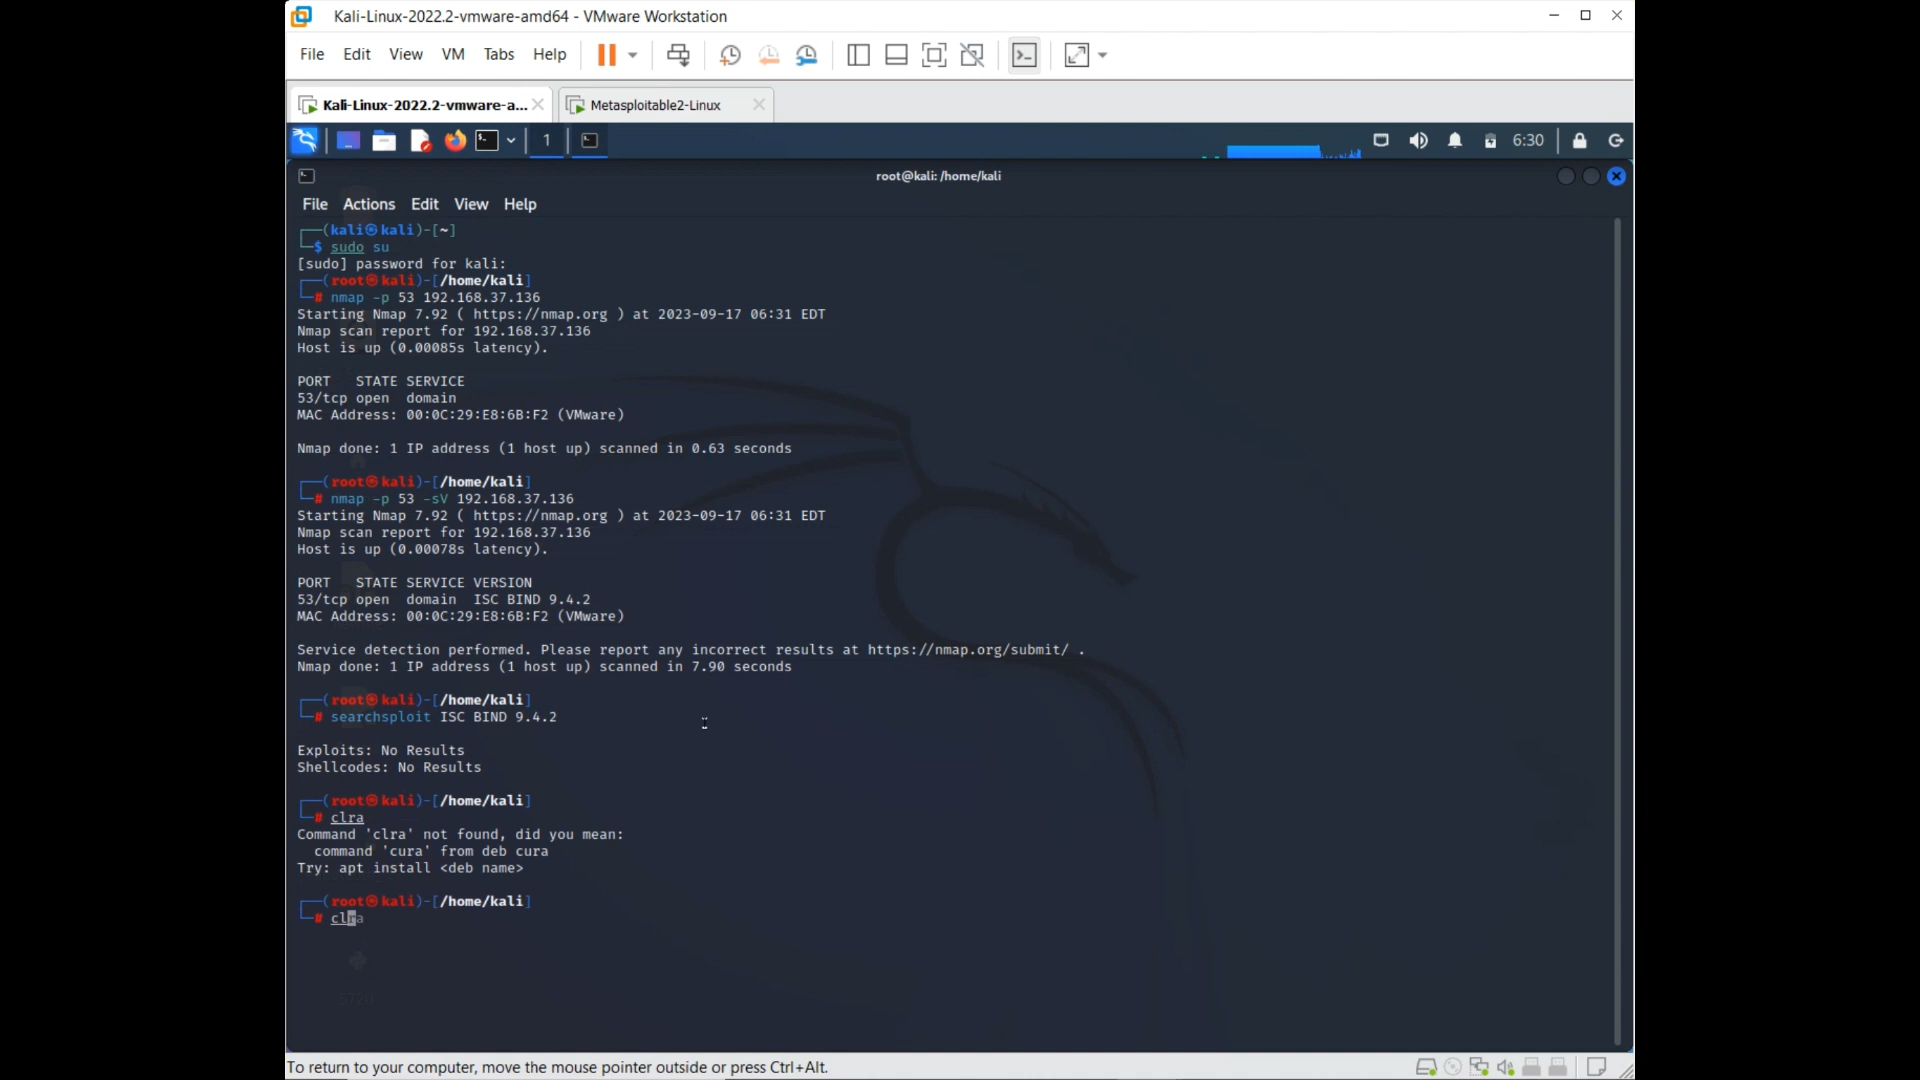 Kali-Linux-2022.2-vmware-amd64 - VMware Workstation
File Edit View VM Tabs Help
Kali-Linux-2022.2-vmware-a... Metasploitable2-Linux
1 6:30
root@kali: /home/kali
File Actions Edit View Help
┌──(kali㉿kali)-[~]
└─$ sudo su
[sudo] password for kali:
┌──(root㉿kali)-[/home/kali]
└─# nmap -p 53 192.168.37.136
Starting Nmap 7.92 ( https://nmap.org ) at 2023-09-17 06:31 EDT
Nmap scan report for 192.168.37.136
Host is up (0.00085s latency).
PORT STATE SERVICE
53/tcp open domain
MAC Address: 00:0C:29:E8:6B:F2 (VMware)
Nmap done: 1 IP address (1 host up) scanned in 0.63 seconds
┌──(root㉿kali)-[/home/kali]
└─# nmap -p 53 -sV 192.168.37.136
Starting Nmap 7.92 ( https://nmap.org ) at 2023-09-17 06:31 EDT
Nmap scan report for 192.168.37.136
Host is up (0.00078s latency).
PORT STATE SERVICE VERSION
53/tcp open domain ISC BIND 9.4.2
MAC Address: 00:0C:29:E8:6B:F2 (VMware)
Service detection performed. Please report any incorrect results at https://nmap.org/submit/ .
Nmap done: 1 IP address (1 host up) scanned in 7.90 seconds
┌──(root㉿kali)-[/home/kali]
└─# searchsploit ISC BIND 9.4.2
Exploits: No Results
Shellcodes: No Results
┌──(root㉿kali)-[/home/kali]
└─# clra
Command 'clra' not found, did you mean:
command 'cura' from deb cura
Try: apt install <deb name>
┌──(root㉿kali)-[/home/kali]
└─# clra
To return to your computer, move the mouse pointer outside or press Ctrl+Alt.